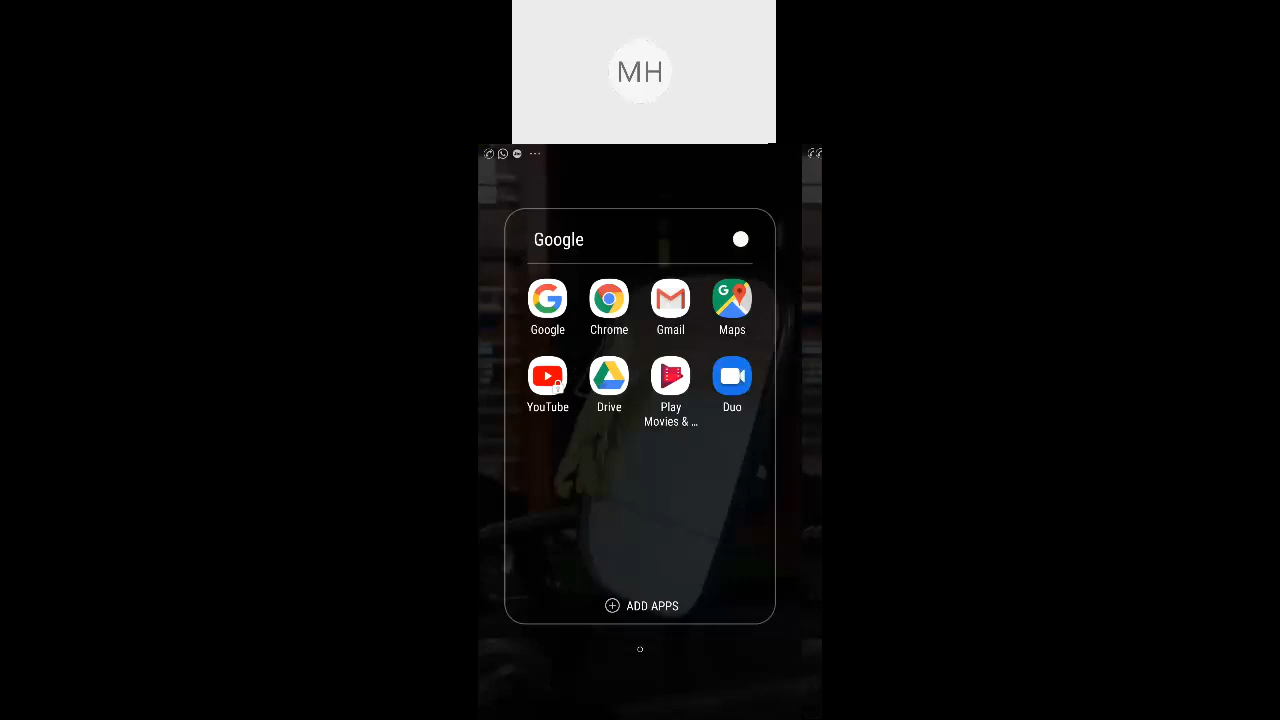 MH
Google
Google Chrome Gmail Maps
YouTube Drive Play Movies & ... Duo
ADD APPS